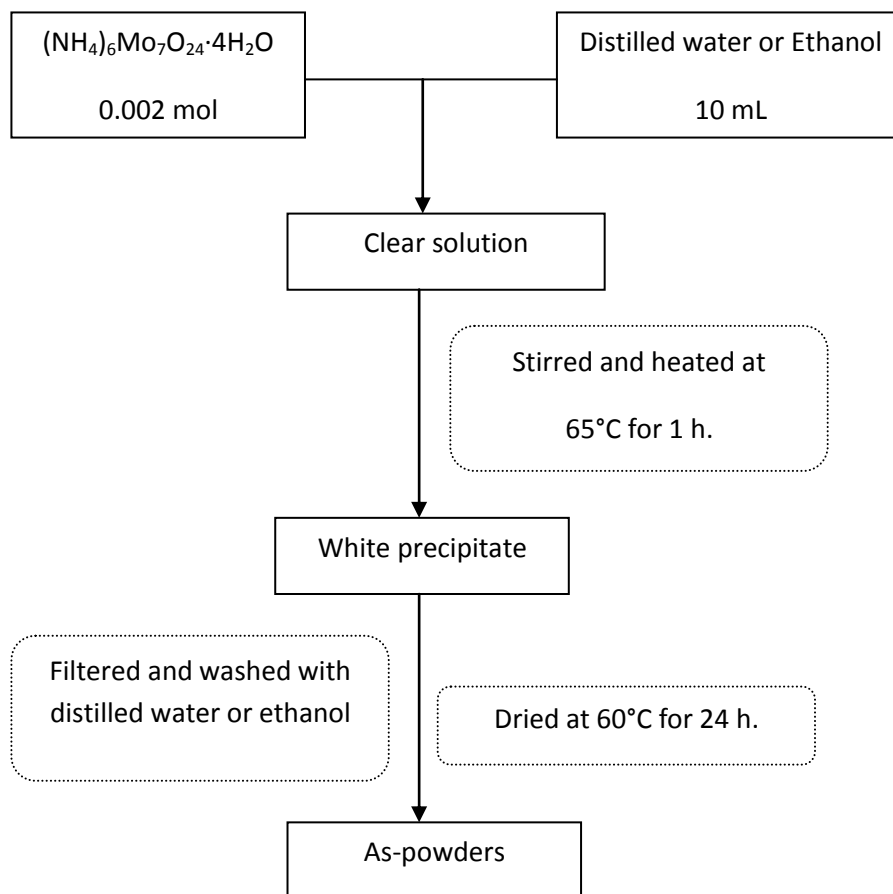 (NH₄)₆Mo₇O₂₄·4H₂O
0.002 mol
Distilled water or Ethanol
10 mL
Clear solution
Stirred and heated at
65°C for 1 h.
White precipitate
Filtered and washed with
distilled water or ethanol
Dried at 60°C for 24 h.
As-powders